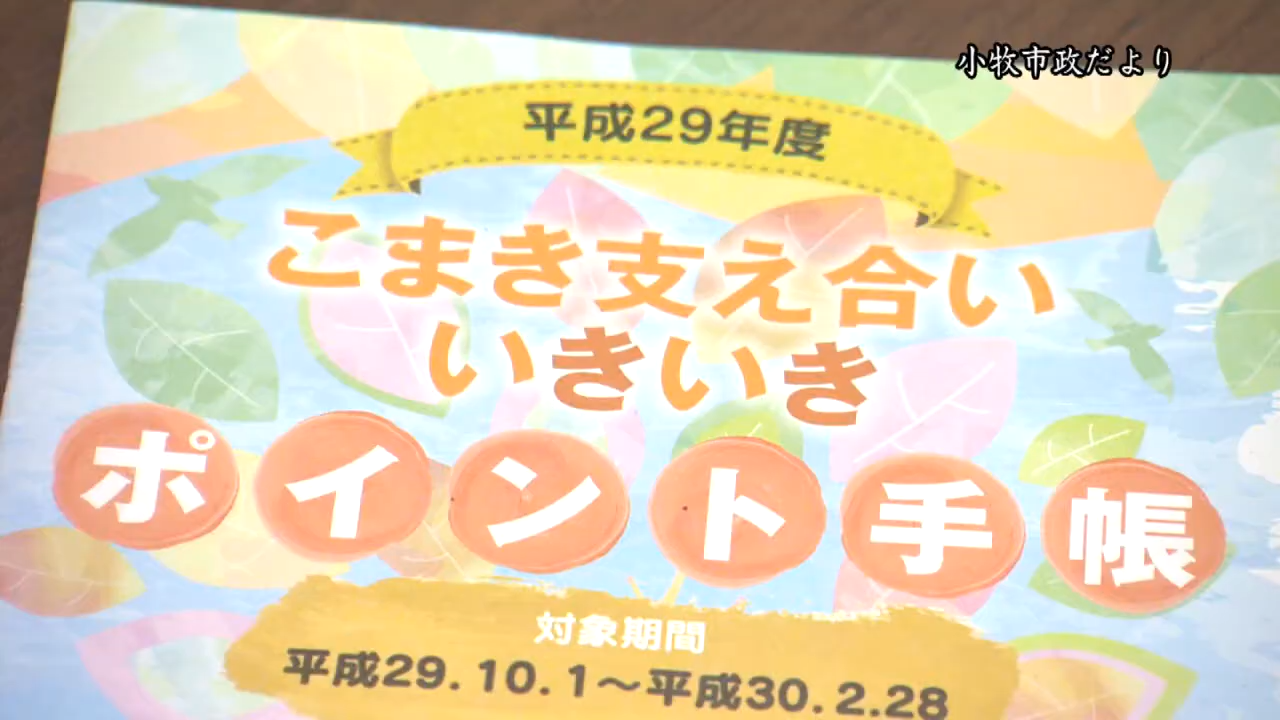 小牧市政だより
平成29年度
こまき支え合い
いきいき
ポイント手帳
対象期間
平成29.10.1～平成30.2.28